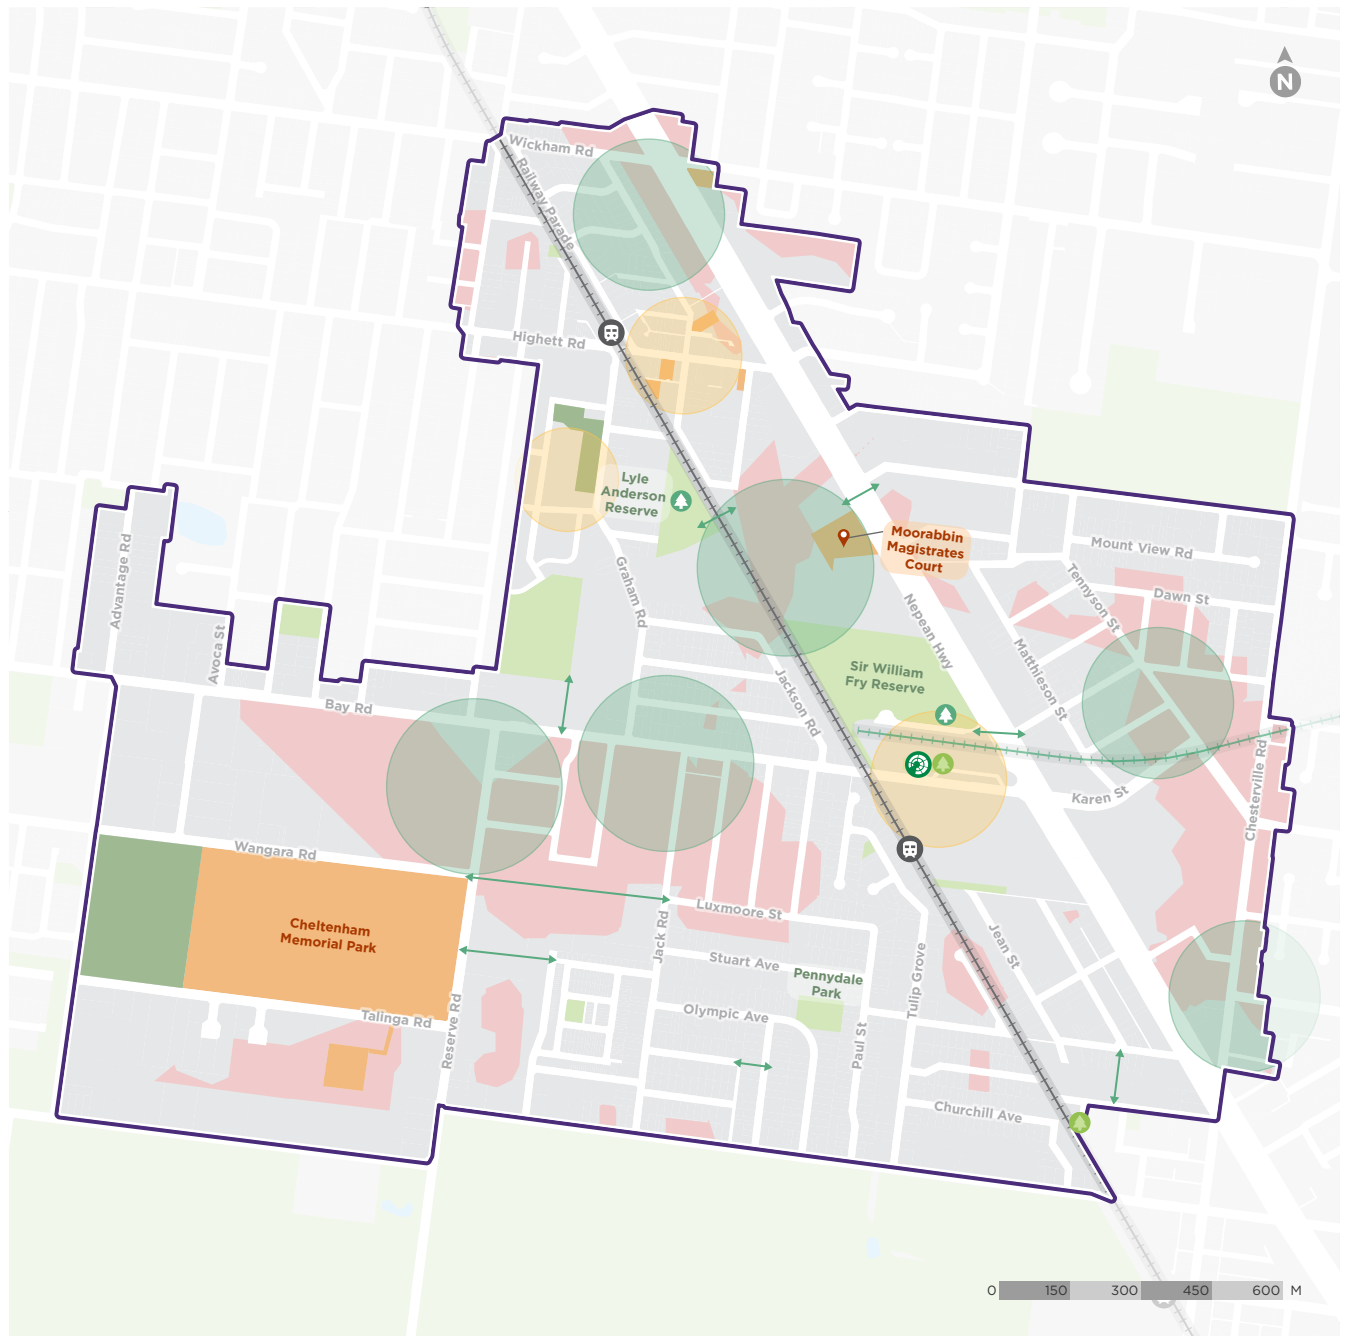 N
Wickham Rd
Railway Parade
Highett Rd
Lyle
Anderson
Reserve
Moorabbin
Magistrates
Court
Mount View Rd
Tennyson St
Dawn St
Advantage Rd
Avoca St
Graham Rd
Nepean Hwy
Matthieson St
Sir William
Fry Reserve
Jackson Rd
Bay Rd
Karen St
Chesterville Rd
Wangara Rd
Luxmoore St
Cheltenham
Memorial Park
Jack Rd
Stuart Ave
Pennydale
Park
Tulip Grove
Jean St
Talinga Rd
Reserve Rd
Olympic Ave
Paul St
Churchill Ave
0 150 300 450 600 M